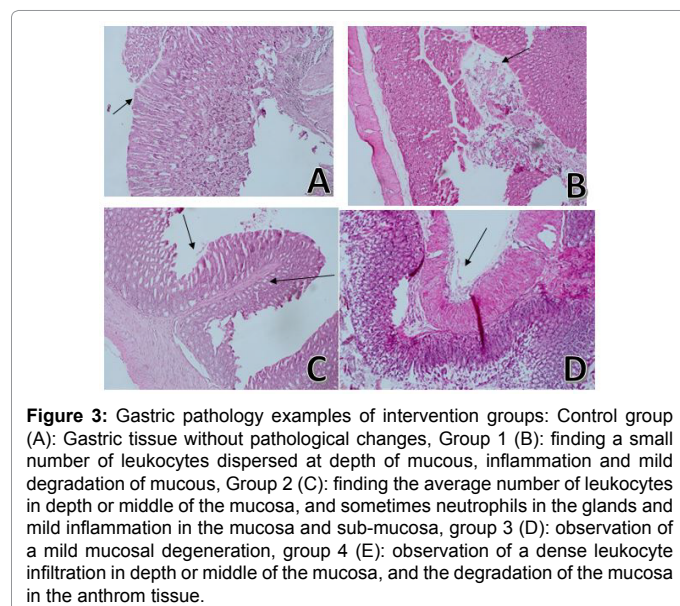 A
B
C
D
Figure 3: Gastric pathology examples of intervention groups: Control group
(A): Gastric tissue without pathological changes, Group 1 (B): finding a small
number of leukocytes dispersed at depth of mucous, inflammation and mild
degradation of mucous, Group 2 (C): finding the average number of leukocytes
in depth or middle of the mucosa, and sometimes neutrophils in the glands and
mild inflammation in the mucosa and sub-mucosa, group 3 (D): observation of
a mild mucosal degeneration, group 4 (E): observation of a dense leukocyte
infiltration in depth or middle of the mucosa, and the degradation of the mucosa
in the anthrom tissue.